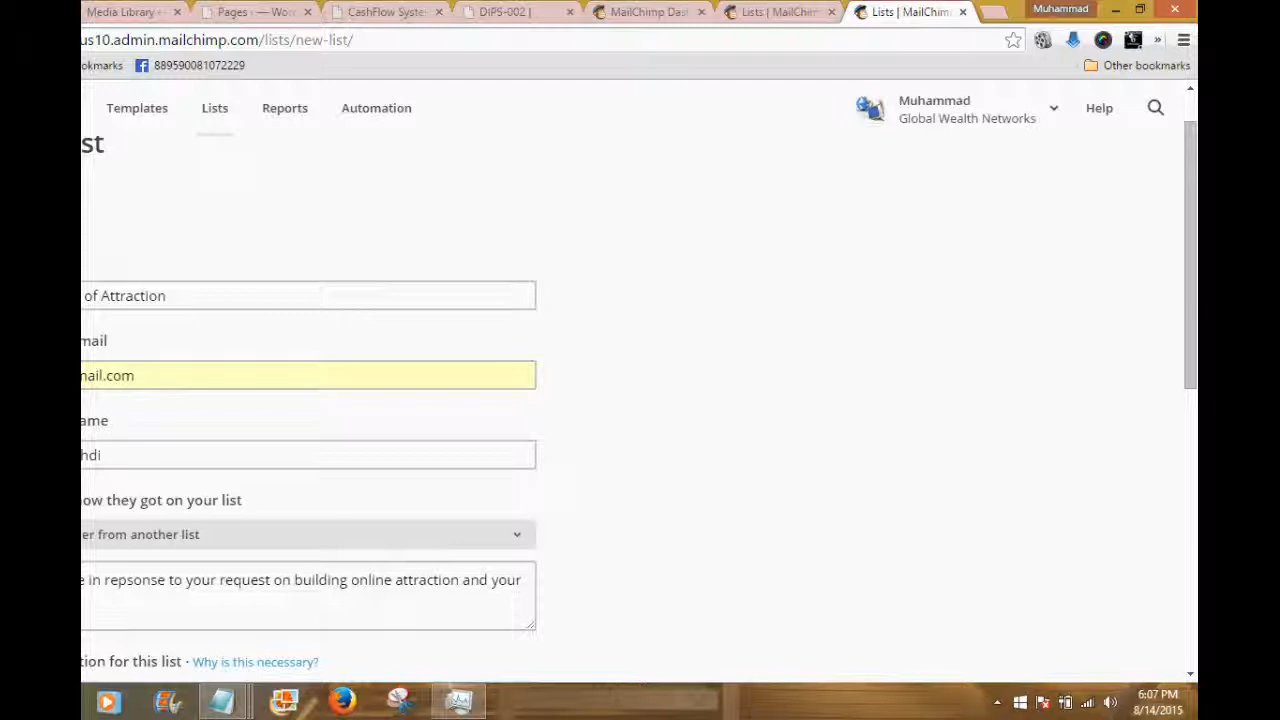 Media Library
Pages — Wor
CashFlow Syste
DiPS-002 |
MailChimp Das
Lists | MailChim
Lists | MailChim
Muhammad
us10.admin.mailchimp.com/lists/new-list/
okmarks
889590081072229
Other bookmarks
Templates
Lists
Reports
Automation
Muhammad
Global Wealth Networks
Help
st
of Attraction
mail
nail.com
ame
hdi
how they got on your list
er from another list
e in repsonse to your request on building online attraction and your
tion for this list · Why is this necessary?
6:07 PM
8/14/2015